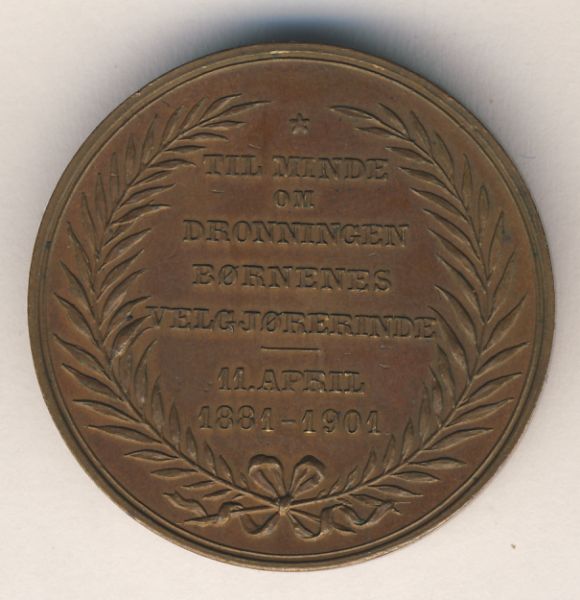 TIL MINDE
OM
DRONNINGEN
BØRNENES
VELGJØRERINDE
11. APRIL
1881-1901